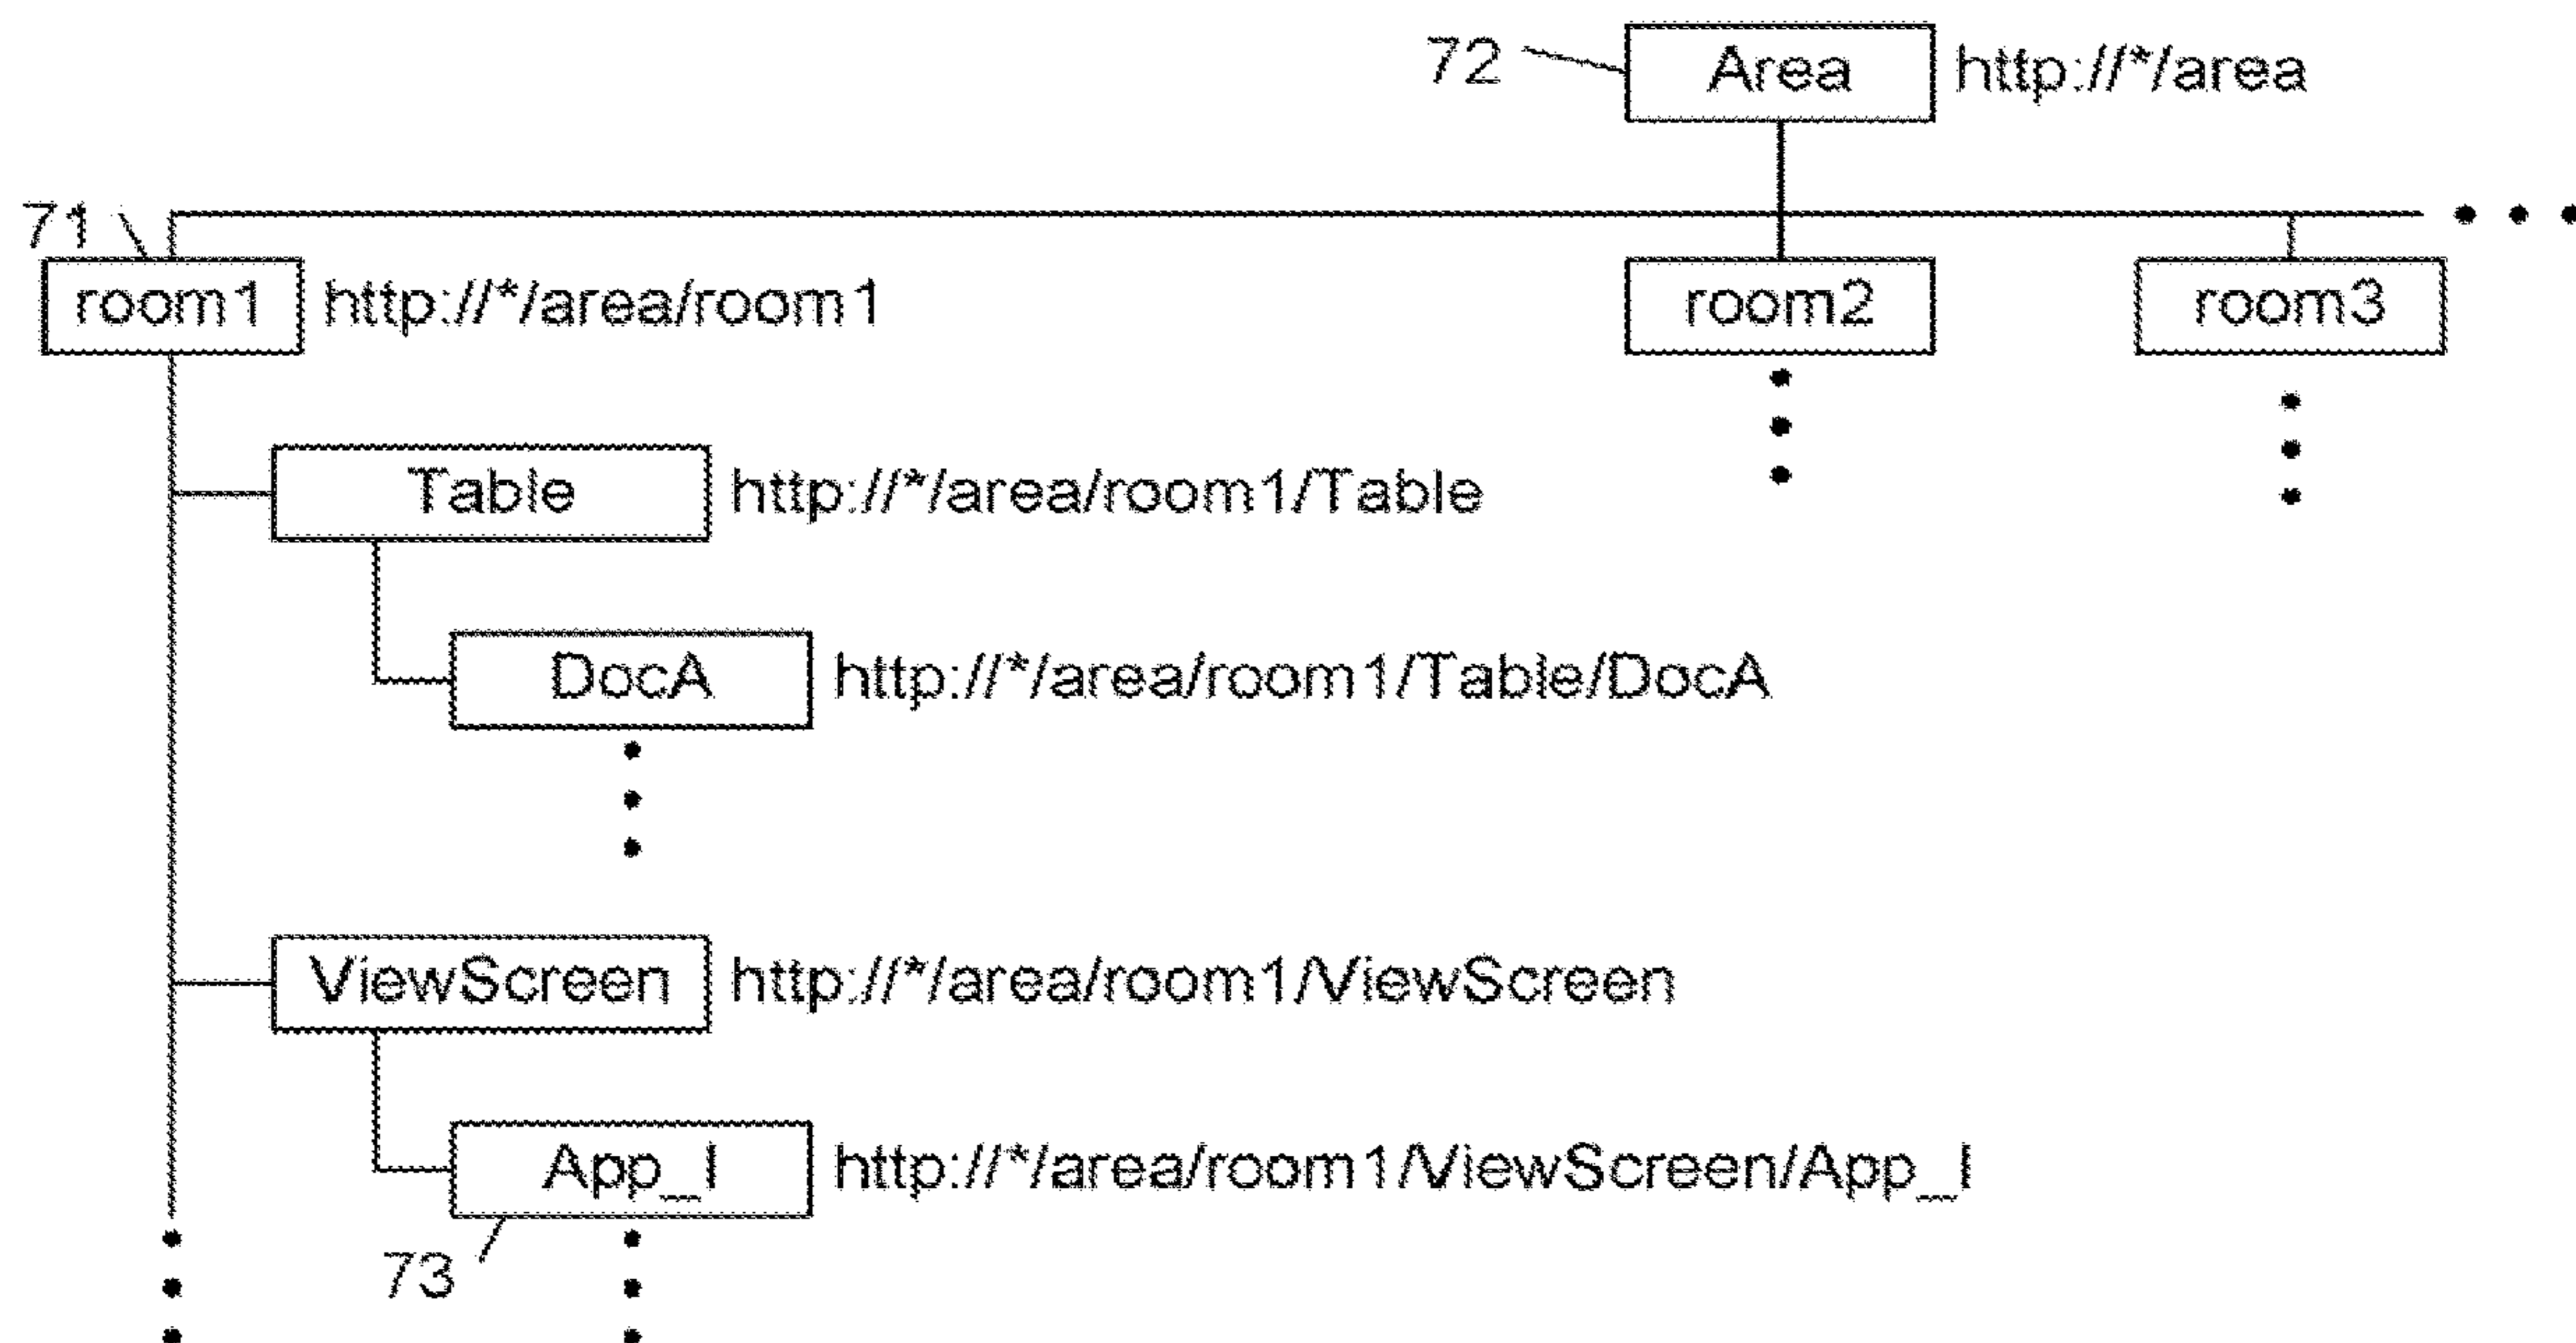 72 Area http://*/area
71
room1 http://*/area/room1 room2 room3
Table http://*/area/room1/Table
DocA http://*/area/room1/Table/DocA
ViewScreen http://*/area/room1/ViewScreen
App_I http://*/area/room1/ViewScreen/App_I
73